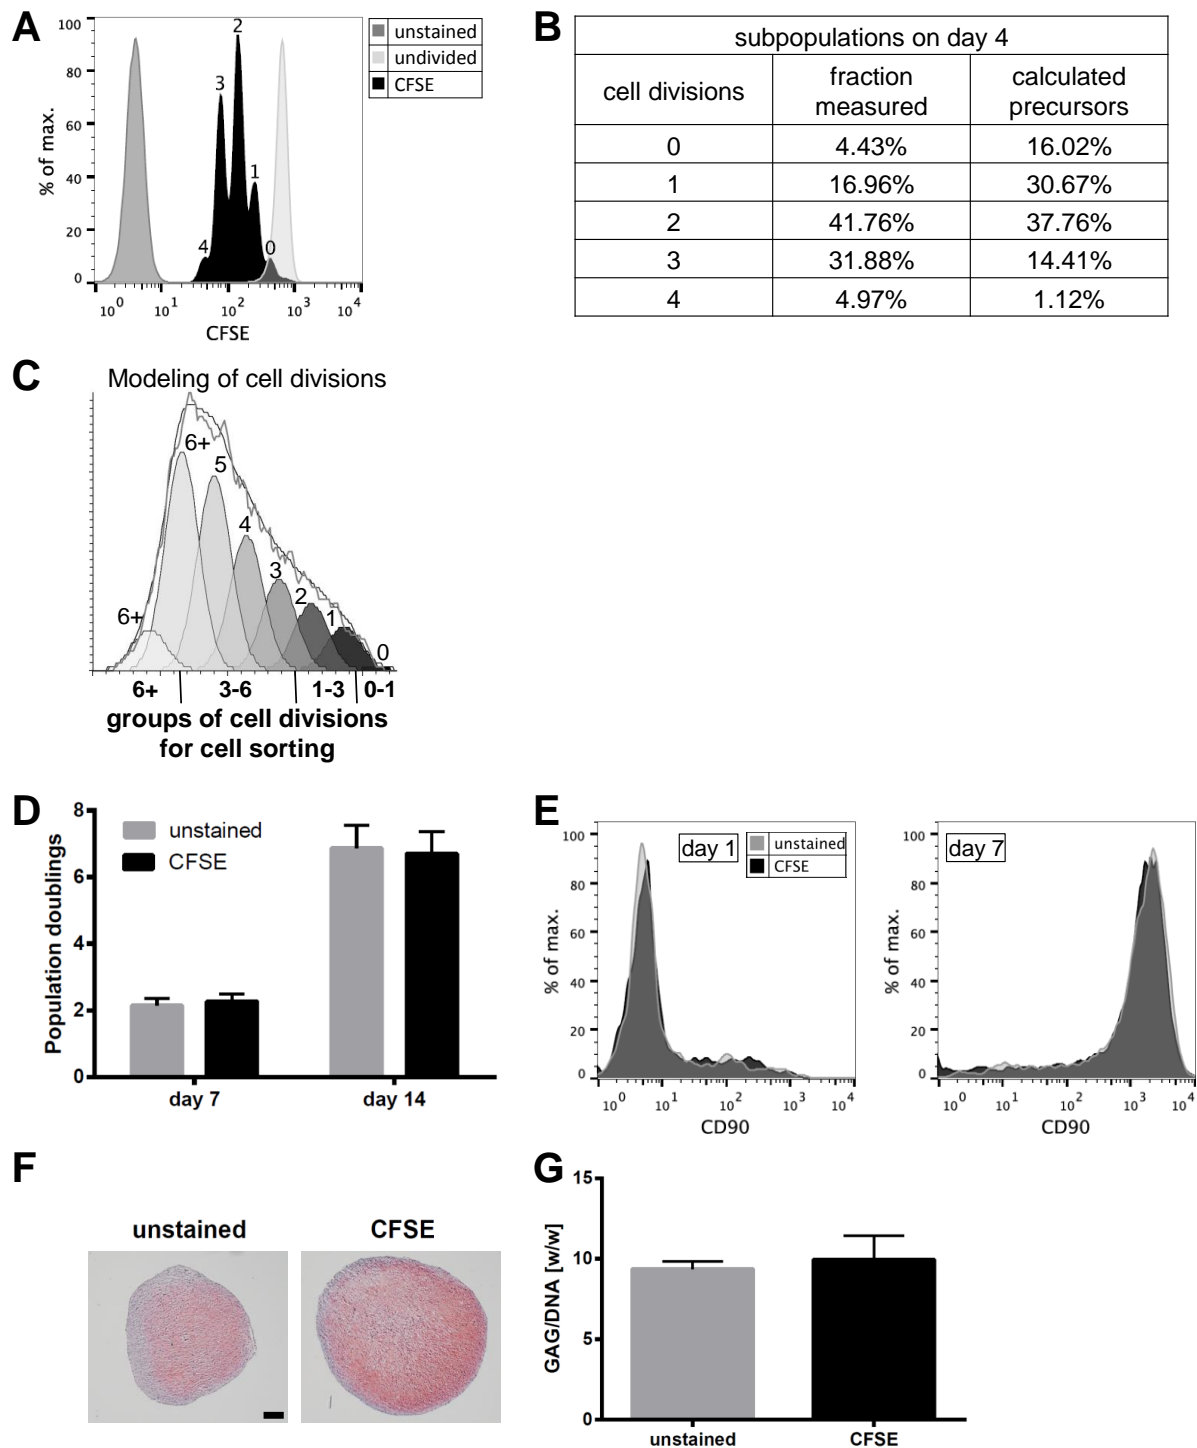 A
100
80
60
40
20
0
% of max.
10^0 10^1 10^2 10^3 10^4
CFSE
4 3 2 1 0
unstained
undivided
CFSE
B
subpopulations on day 4
cell divisions fraction measured calculated precursors
0 4.43% 16.02%
1 16.96% 30.67%
2 41.76% 37.76%
3 31.88% 14.41%
4 4.97% 1.12%
C
Modeling of cell divisions
6+ 6+ 5 4 3 2 1 0
6+ 3-6 1-3 0-1
groups of cell divisions
for cell sorting
D
Population doublings
8
6
4
2
0
unstained
CFSE
day 7 day 14
E
% of max.
100
80
60
40
20
0
day 1
unstained
CFSE
10^0 10^1 10^2 10^3 10^4
CD90
% of max.
100
80
60
40
20
0
day 7
10^0 10^1 10^2 10^3 10^4
CD90
F
unstained CFSE
G
GAG/DNA [w/w]
15
10
5
0
unstained CFSE